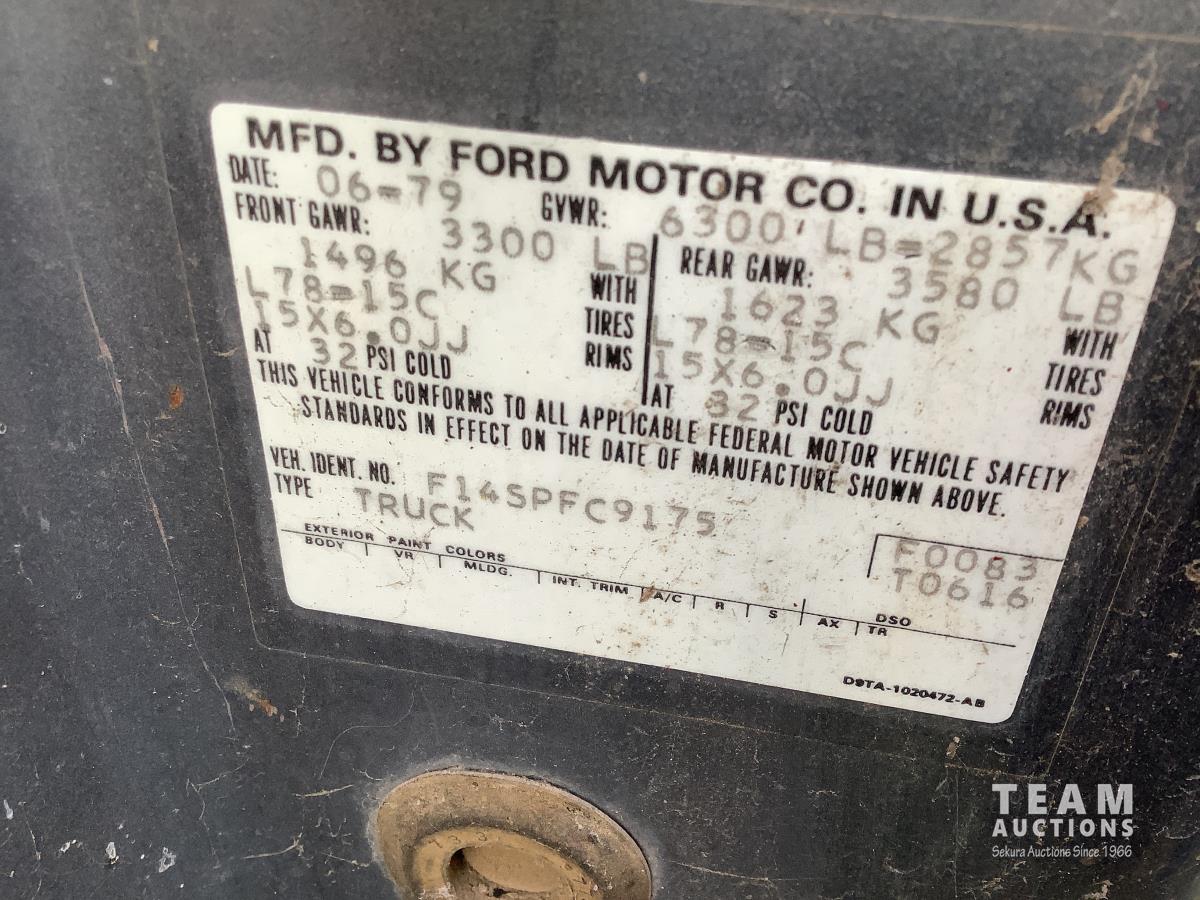 MFD. BY FORD MOTOR CO. IN U.S.A.
DATE: 06-79 GVWR: 6300 LB=2857KG
FRONT GAWR: 3300 LB
1496 KG WITH
L78-15C TIRES
15X6.0JJ RIMS
AT 32 PSI COLD
REAR GAWR: 3580 LB
1623 KG WITH
L78-15C TIRES
15X6.0JJ RIMS
AT 32 PSI COLD
THIS VEHICLE CONFORMS TO ALL APPLICABLE FEDERAL MOTOR VEHICLE SAFETY
STANDARDS IN EFFECT ON THE DATE OF MANUFACTURE SHOWN ABOVE.
VEH. IDENT. NO. F14SPFC9175
TYPE TRUCK
F0083
T0616
EXTERIOR PAINT COLORS DSO
BODY VR MLDG. INT. TRIM A/C R S AX TR
D9TA-1020472-AB
TEAM
AUCTIONS
Sekura Auctions Since 1966